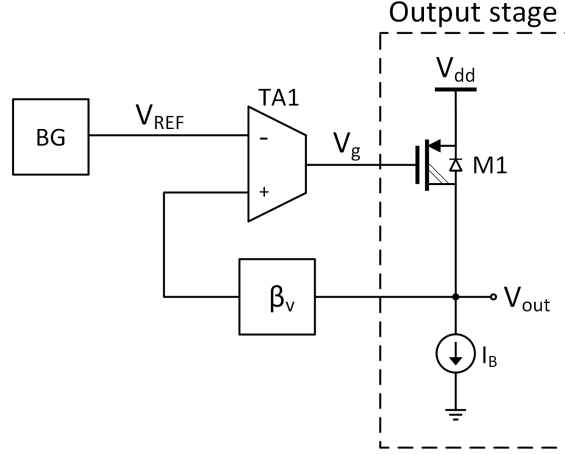 Output stage
V_dd
TA1
BG
V_REF
-
V_g
M1
+
β_v
V_out
I_B